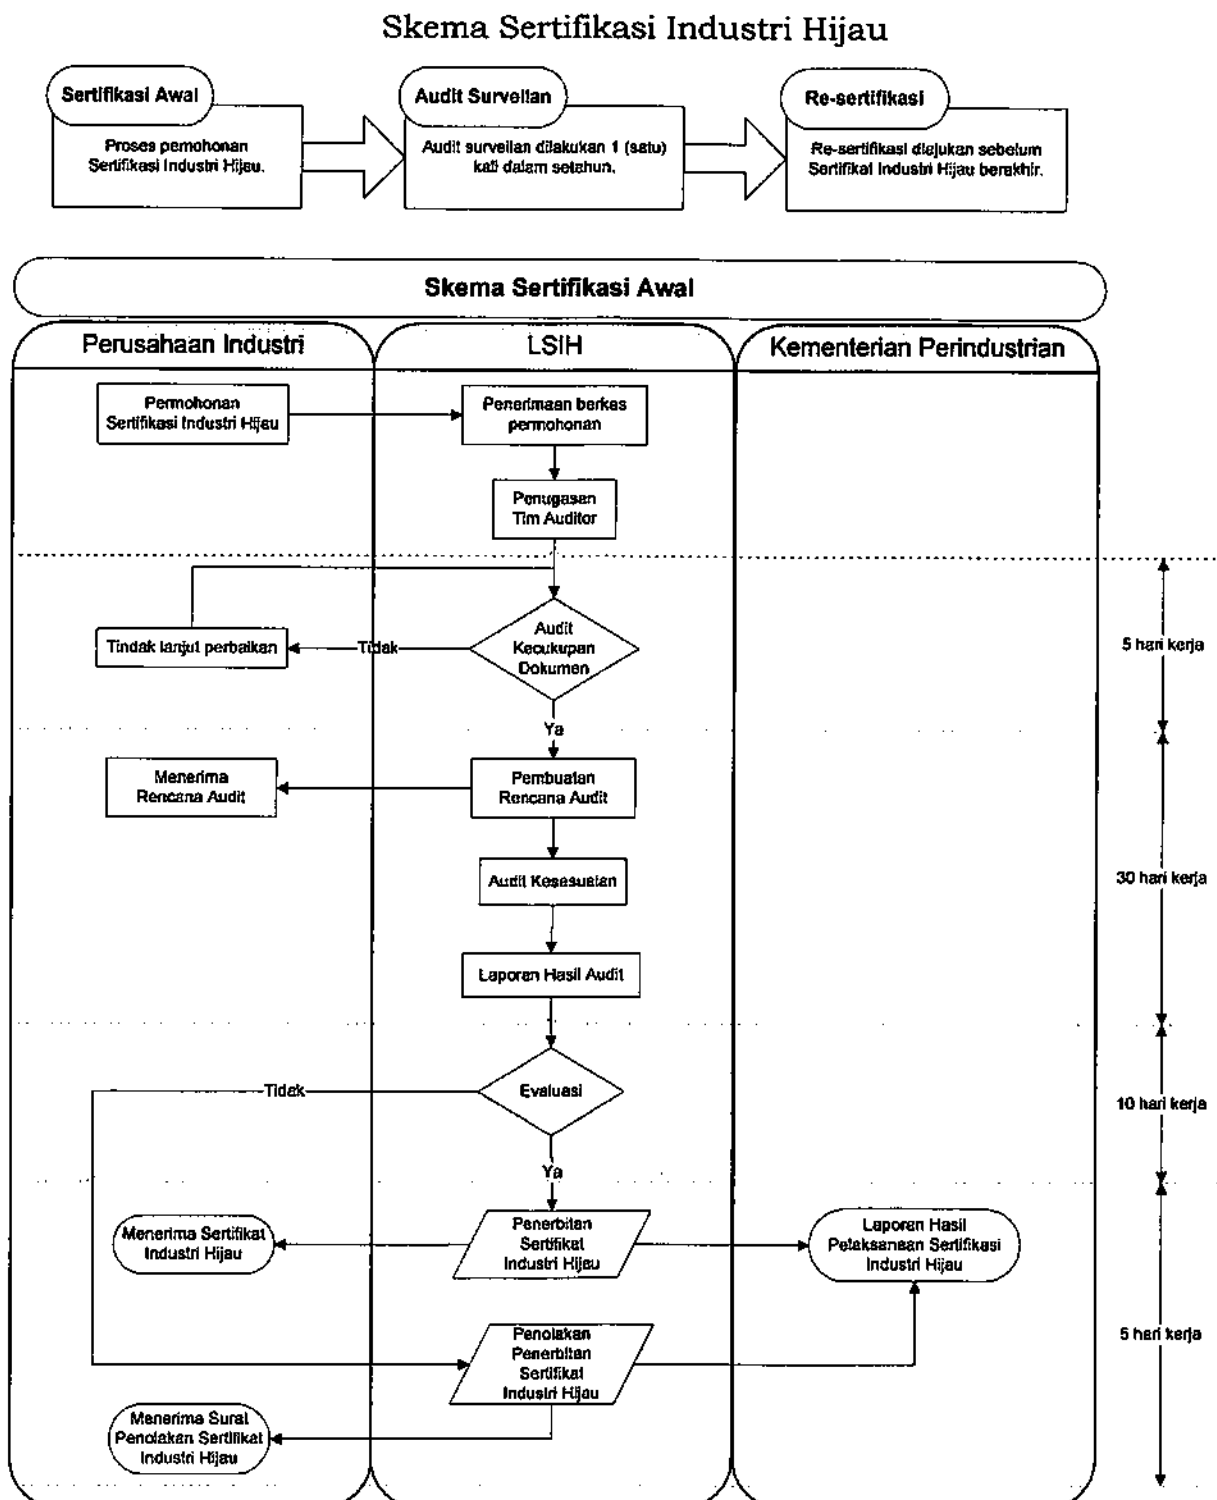 Skema Sertifikasi Industri Hijau
Sertifikasi Awal
Proses pemohonan
Sertifikasi Industri Hijau.
Audit Surveilan
Audit surveilan dilakukan 1 (satu)
kali dalam setahun.
Re-sertifikasi
Re-sertifikasi diajukan sebelum
Sertifikat Industri Hijau berakhir.
Skema Sertifikasi Awal
Perusahaan Industri
LSIH
Kementerian Perindustrian
Permohonan
Sertifikasi Industri Hijau
Penerimaan berkas
permohonan
Penugasan
Tim Auditor
Tindak lanjut perbaikan
Tidak
Audit
Kecukupan
Dokumen
5 hari kerja
Ya
Menerima
Rencana Audit
Pembuatan
Rencana Audit
Audit Kesesuaian
30 hari kerja
Laporan Hasil Audit
Tidak
Evaluasi
10 hari kerja
Ya
Menerima Sertifikat
Industri Hijau
Penerbitan
Sertifikat
Industri Hijau
Laporan Hasil
Pelaksanaan Sertifikasi
Industri Hijau
Penolakan
Penerbitan
Sertifikat
Industri Hijau
5 hari kerja
Menerima Surat
Penolakan Sertifikat
Industri Hijau